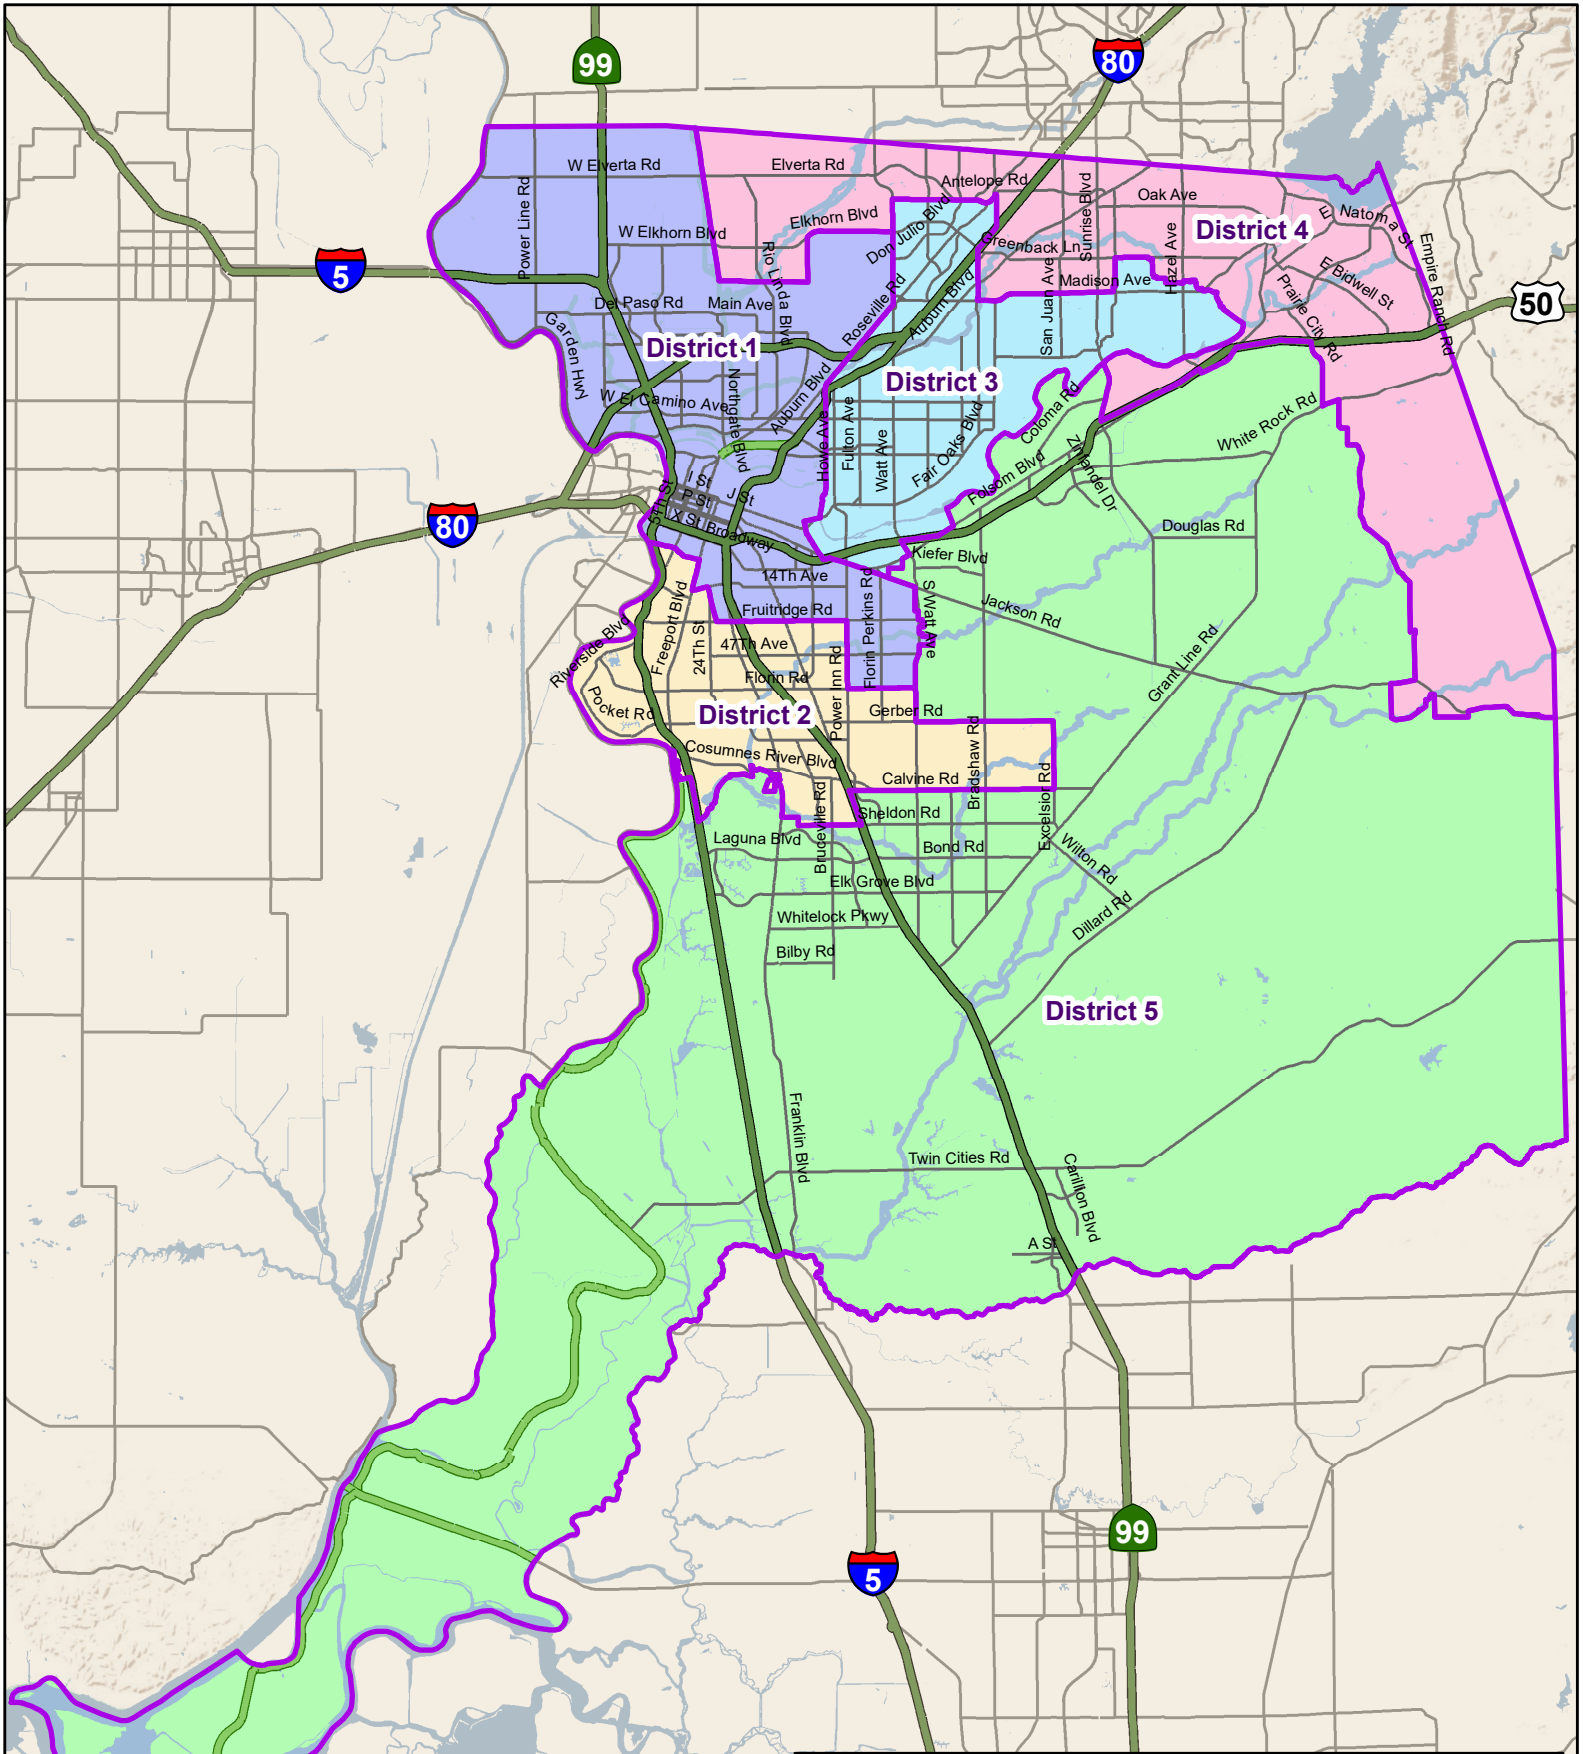 99
80
W Elverta Rd
Elverta Rd
Antelope Rd
Sunrise Blvd
Oak Ave
Power Line Rd
Elkhorn Blvd
Don Julio Blvd
E Natoma St
District 4
W Elkhorn Blvd
Greenback Ln
Hazel Ave
Empire Ranch Rd
5
Rio Linda Blvd
San Juan Ave
Madison Ave
E Bidwell St
Prairie City Rd
50
Del Paso Rd
Main Ave
Roseville Rd
Auburn Blvd
Garden Hwy
District 1
District 3
W El Camino Ave
Northgate Blvd
Auburn Blvd
Howe Ave
Fulton Ave
Watt Ave
Fair Oaks Blvd
Coloma Rd
White Rock Rd
Zinfandel Dr
Folsom Blvd
I St
J St
P St
5th St
X St
Broadway
80
Douglas Rd
Kiefer Blvd
14Th Ave
Jackson Rd
Fruitridge Rd
Florin Perkins Rd
S Watt Ave
Riverside Blvd
Freeport Blvd
24Th St
47Th Ave
Power Inn Rd
Grant Line Rd
Florin Rd
Pocket Rd
District 2
Gerber Rd
Bradshaw Rd
Cosumnes River Blvd
Calvine Rd
Excelsior Rd
Bruceville Rd
Sheldon Rd
Laguna Blvd
Bond Rd
Wilton Rd
Elk Grove Blvd
Dillard Rd
Whitelock Pkwy
Bilby Rd
District 5
Franklin Blvd
Twin Cities Rd
Carillon Blvd
A St
99
5